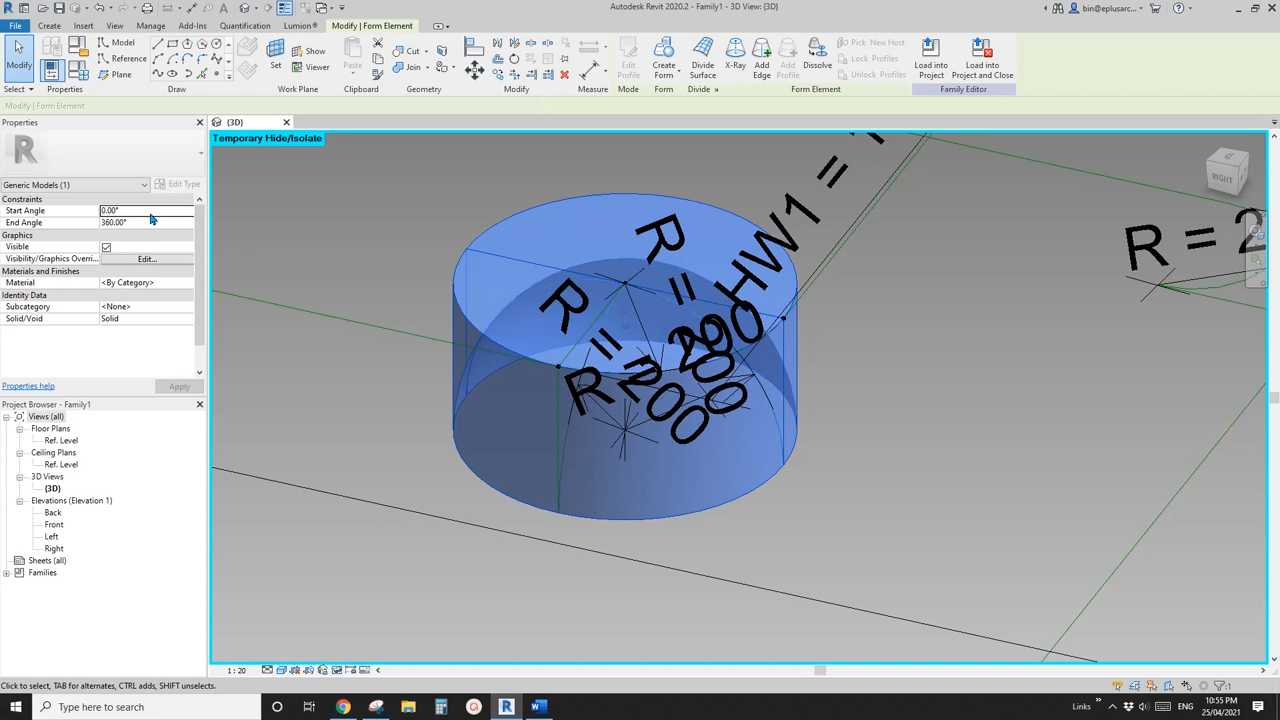 Autodesk Revit 2020.2 - Family1 - 3D View: {3D}
bin@eplusarc...
File Create Insert View Manage Add-Ins Quantification Lumion® Modify | Form Element
Modify
Model
Reference
Plane
Set
Show
Viewer
Paste
Cut
Join
Edit Profile
Create Form
Divide Surface
X-Ray
Add Edge
Add Profile
Dissolve
Pick New Host
Lock Profiles
Unlock Profiles
Load into Project
Load into Project and Close
Select Properties Draw Work Plane Clipboard Geometry Modify Measure Mode Form Divide Form Element Family Editor
Modify | Form Element
Properties
{3D}
Temporary Hide/Isolate
Generic Models (1)
Edit Type
Constraints
Start Angle 0.00°
End Angle 360.00°
Graphics
Visible
Visibility/Graphics Overri... Edit...
Materials and Finishes
Material <By Category>
Identity Data
Subcategory <None>
Solid/Void Solid
Properties help
Apply
Project Browser - Family1
Views (all)
Floor Plans
Ref. Level
Ceiling Plans
Ref. Level
3D Views
{3D}
Elevations (Elevation 1)
Back
Front
Left
Right
Sheets (all)
Families
RIGHT
HW1 = 1
R = 2
R =
R =
R
200
1 : 20
Click to select, TAB for alternates, CTRL adds, SHIFT unselects.
:1
Type here to search
Links
ENG
10:55 PM
25/04/2021